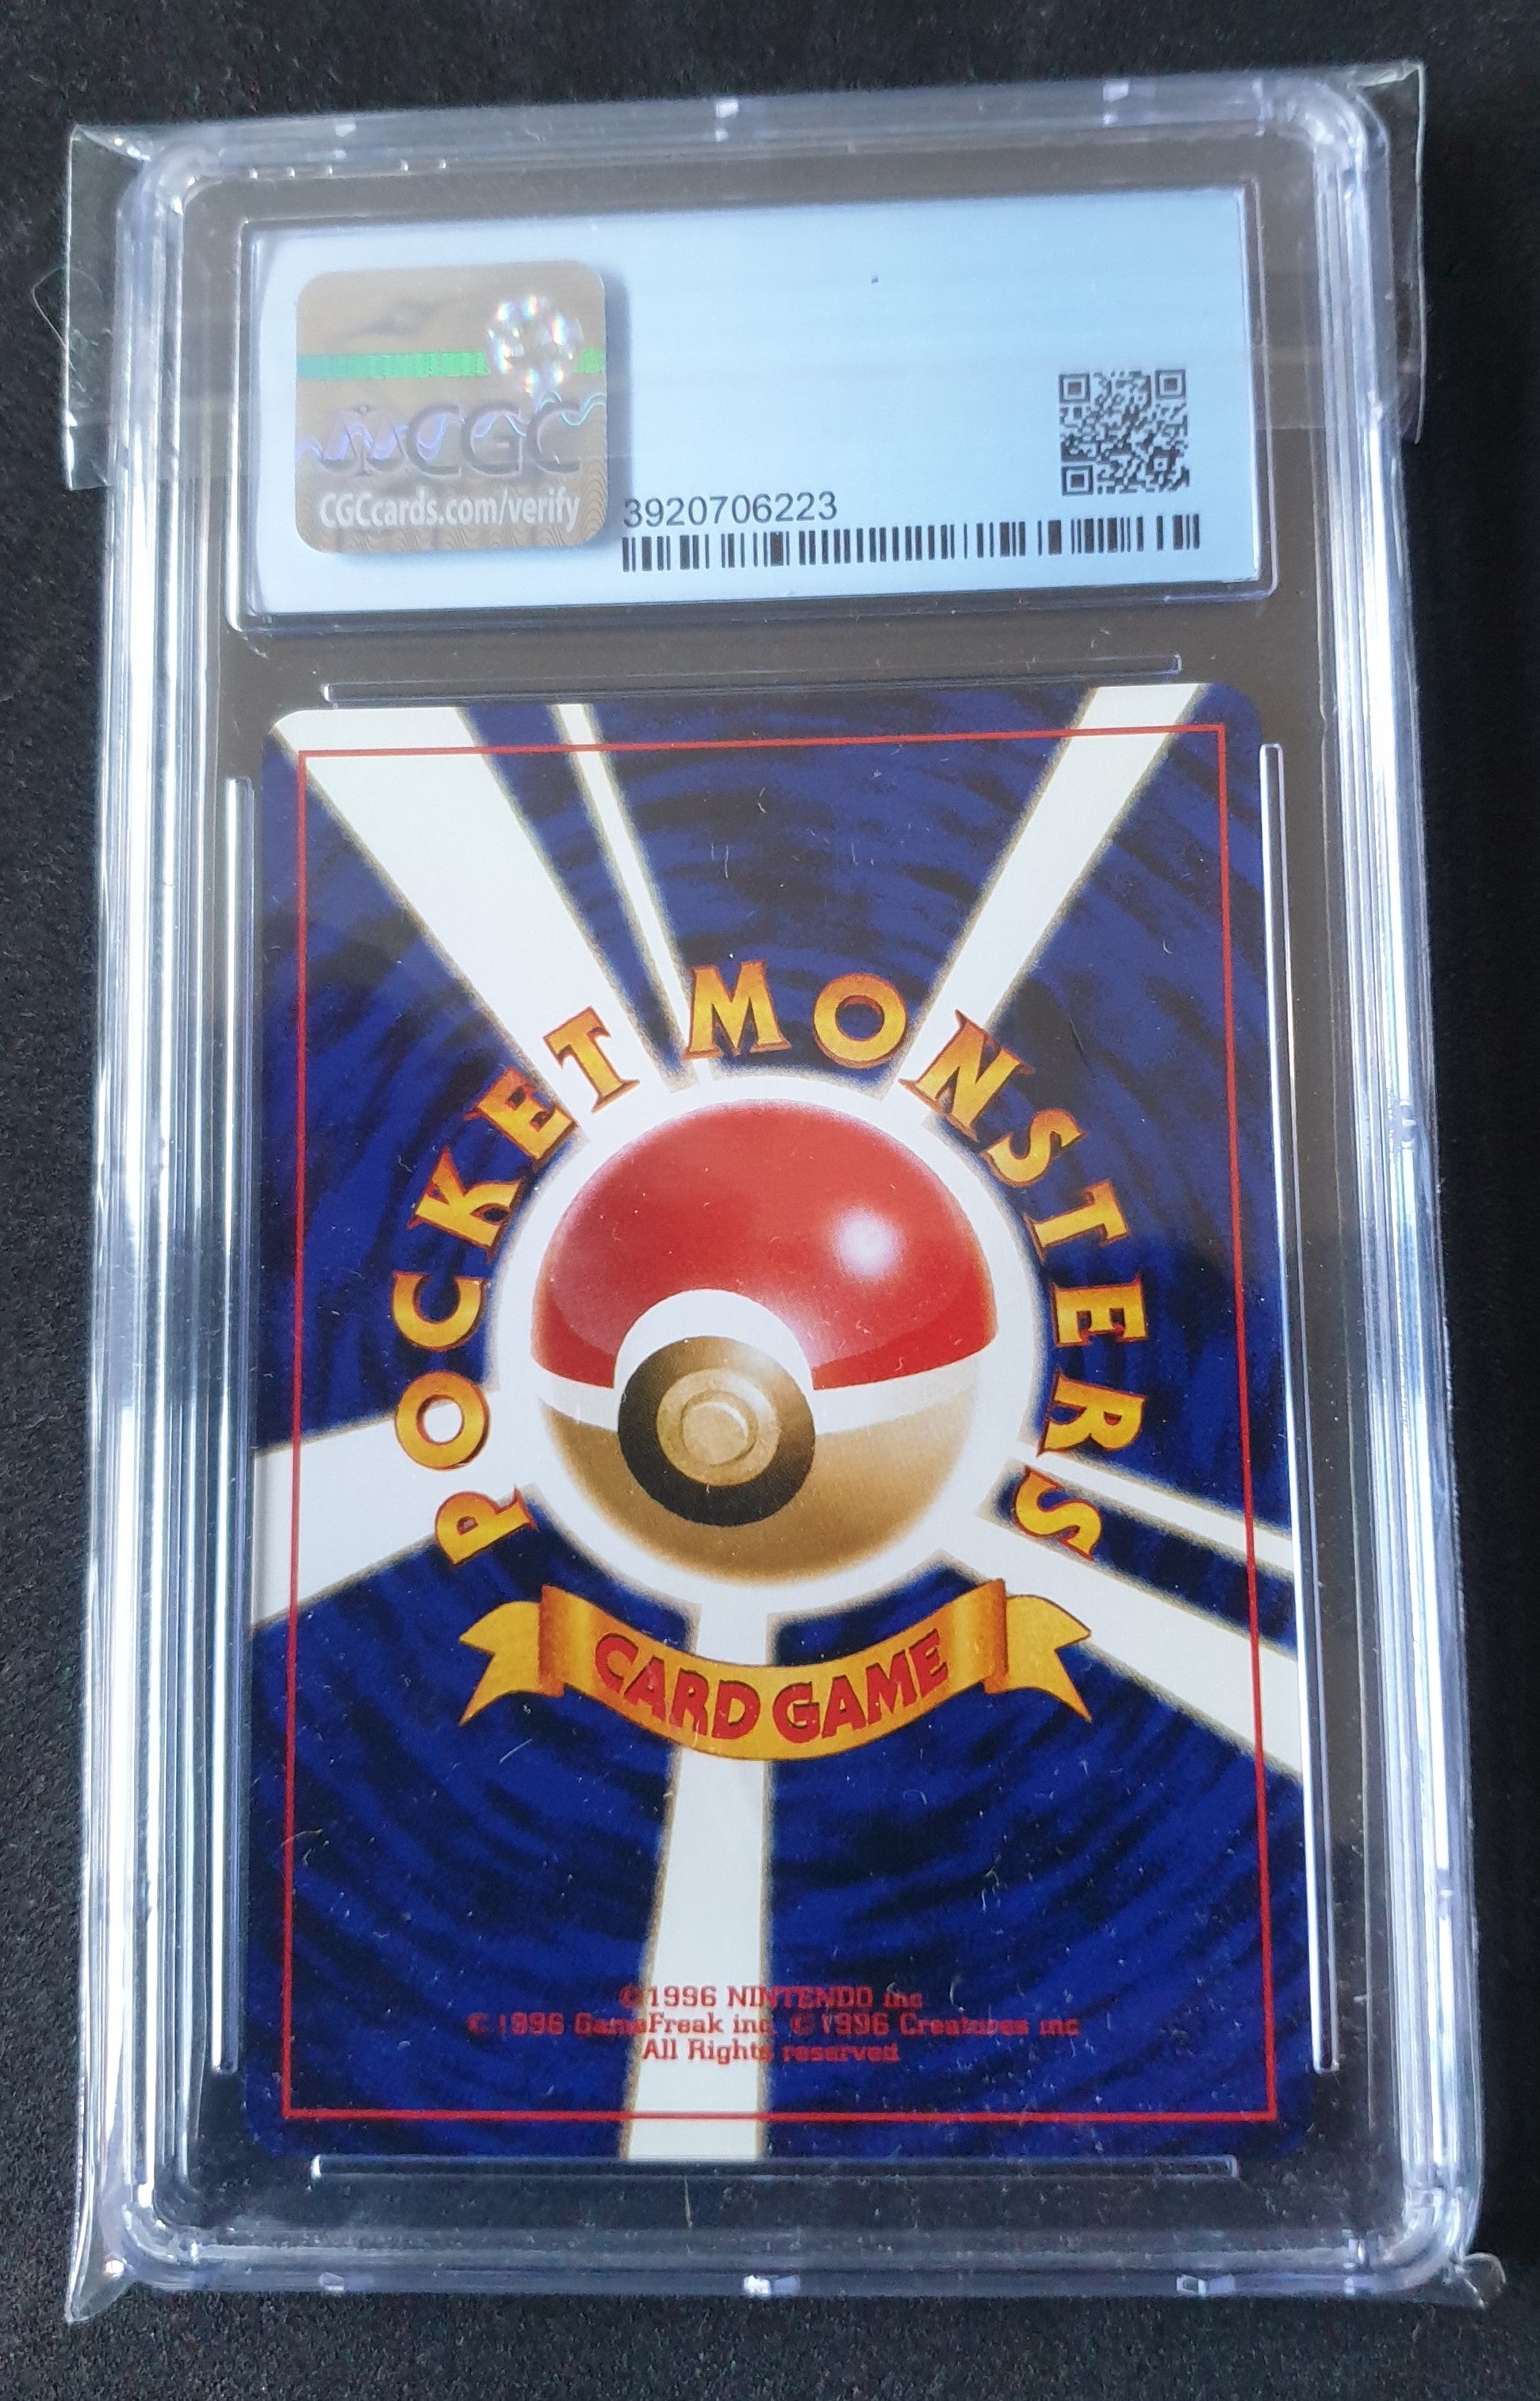 CGC
CGCcards.com/verify
3920706223
POCKET MONSTERS
CARD GAME
©1996 NINTENDO inc
© 1996 GameFreak inc. © 1996 Creatures inc
All Rights reserved